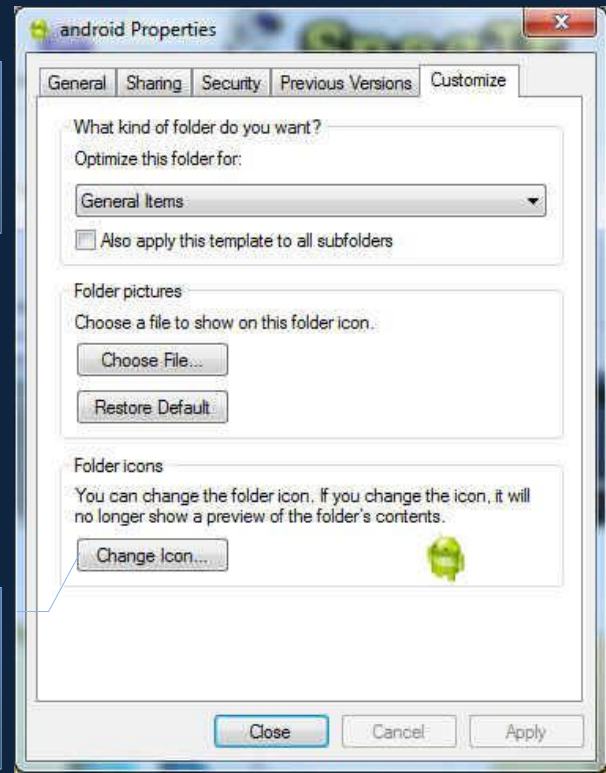 android Properties
General Sharing Security Previous Versions Customize
What kind of folder do you want?
Optimize this folder for:
General Items
Also apply this template to all subfolders
Folder pictures
Choose a file to show on this folder icon.
Choose File...
Restore Default
Folder icons
You can change the folder icon. If you change the icon, it will
no longer show a preview of the folder's contents.
Change Icon...
Close Cancel Apply